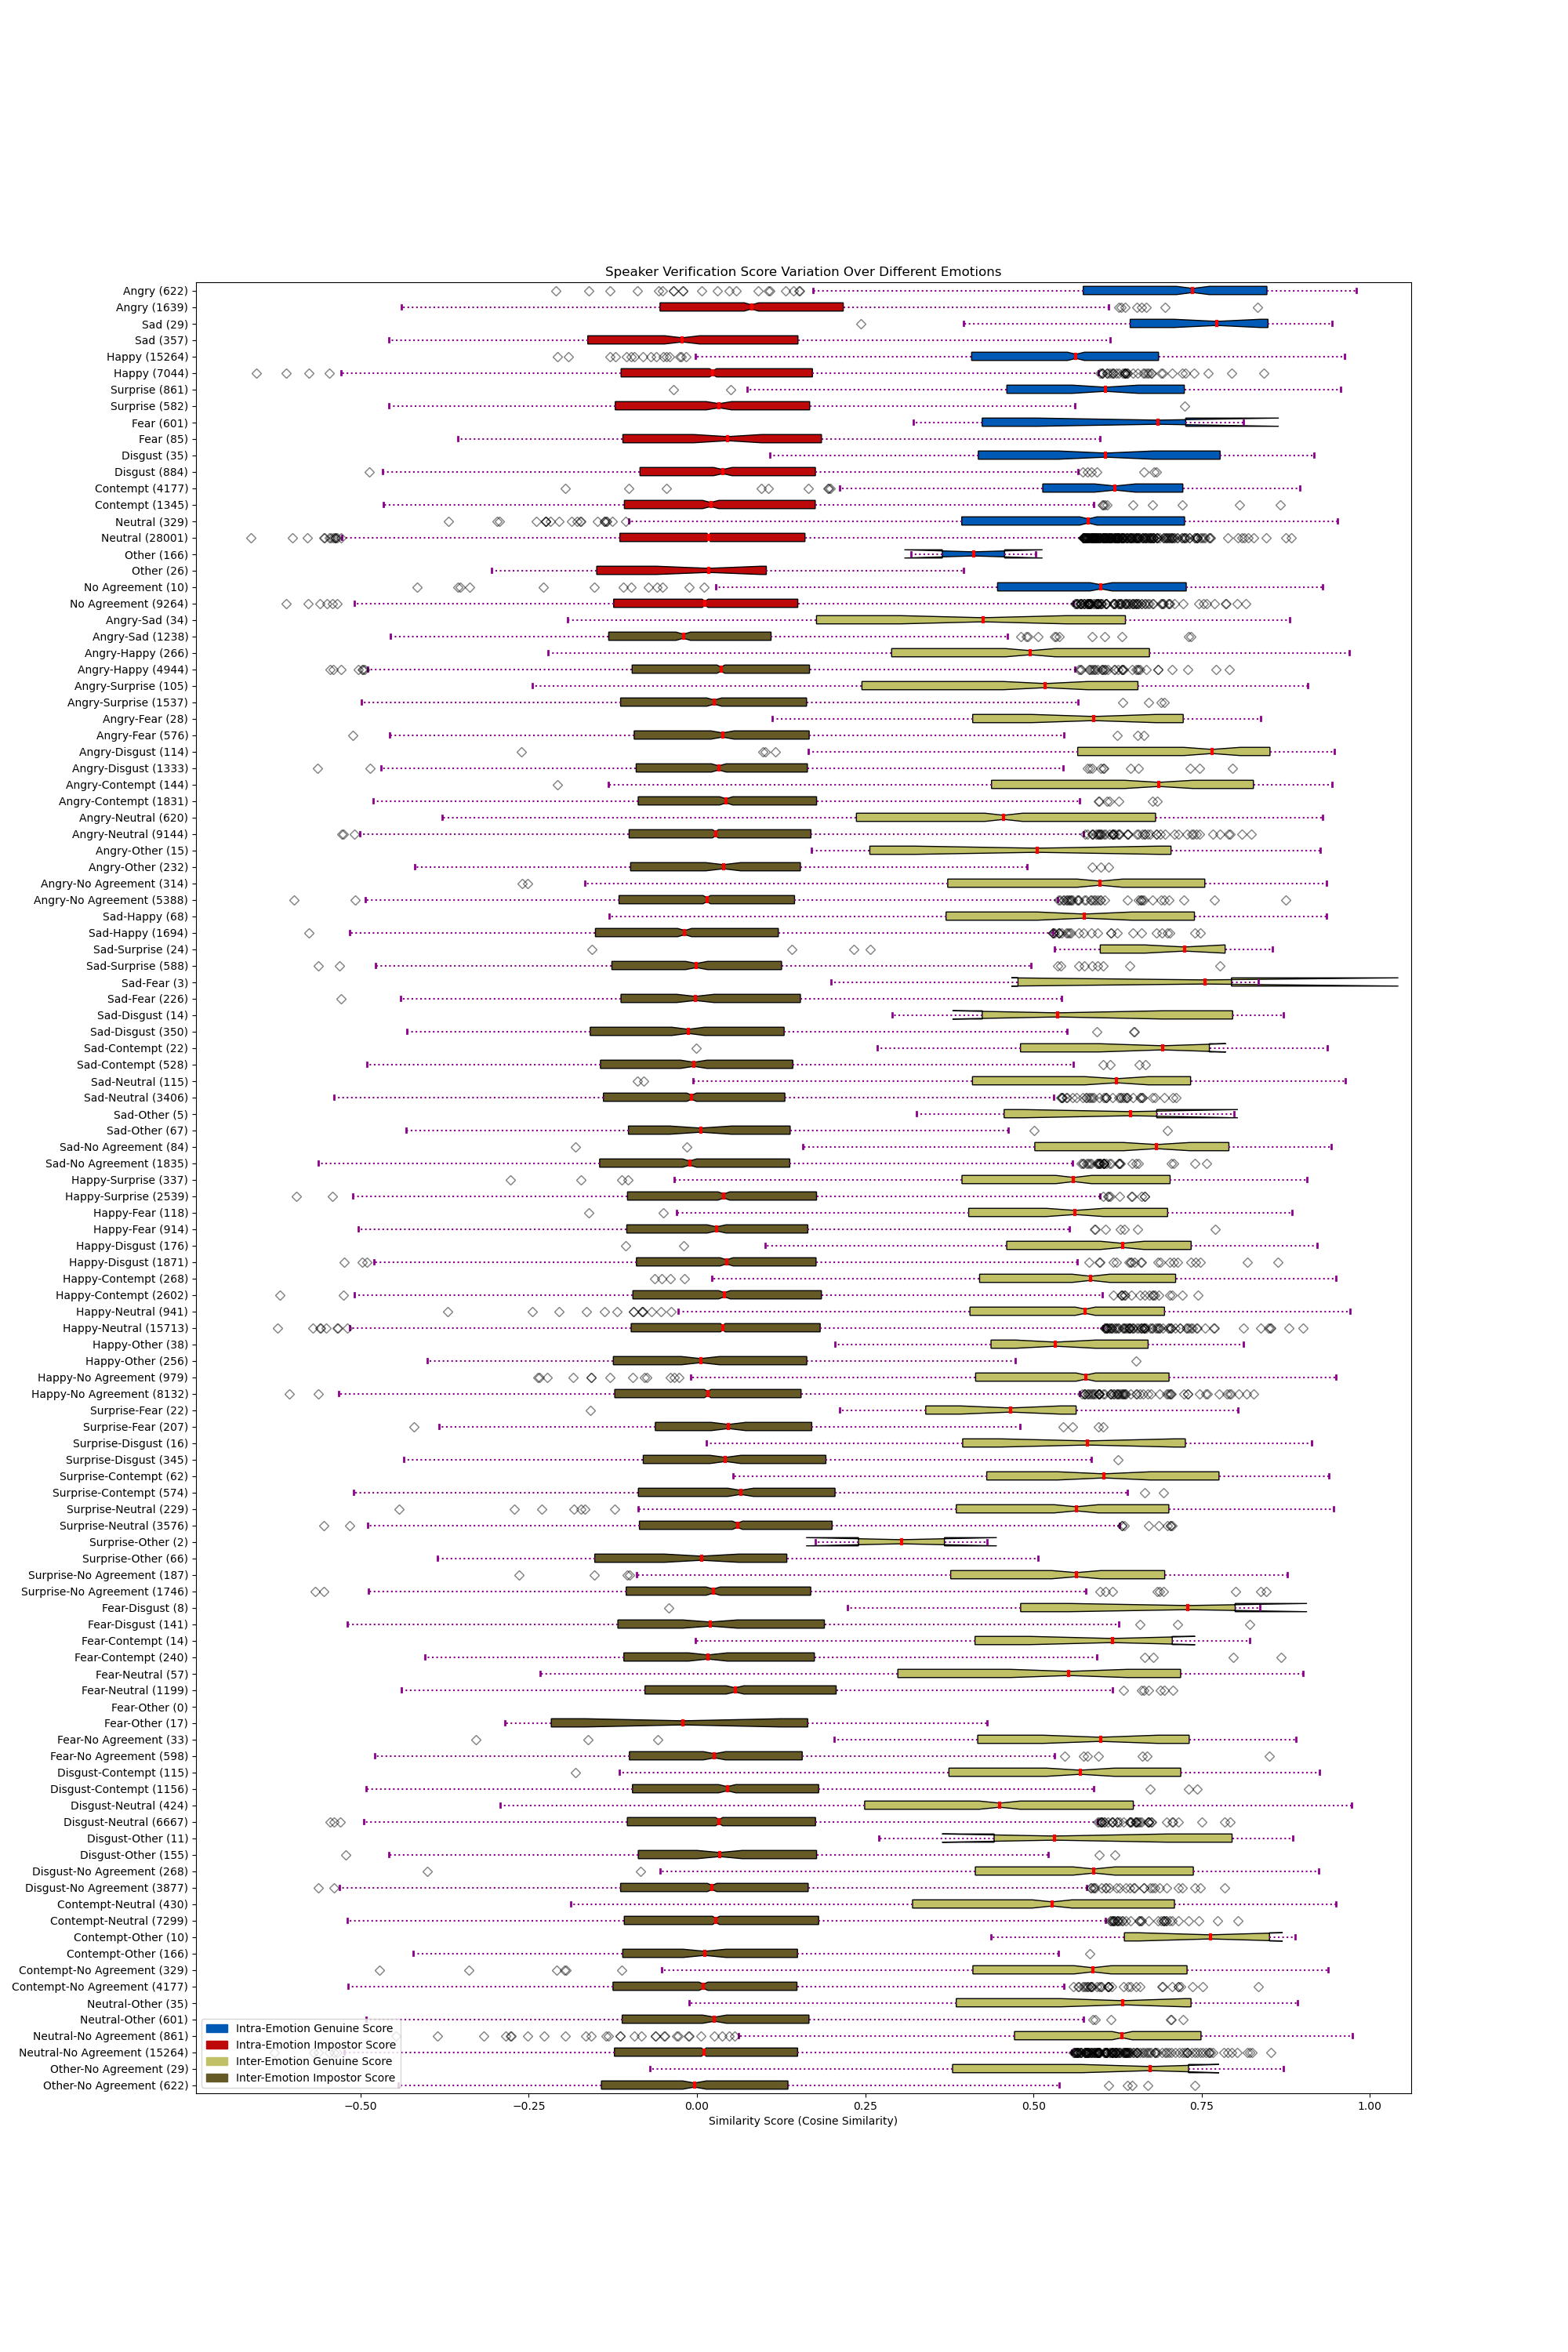 Speaker Verification Score Variation Over Different Emotions
Angry (622)
Angry (1639)
Sad (29)
Sad (357)
Happy (15264)
Happy (7044)
Surprise (861)
Surprise (582)
Fear (601)
Fear (85)
Disgust (35)
Disgust (884)
Contempt (4177)
Contempt (1345)
Neutral (329)
Neutral (28001)
Other (166)
Other (26)
No Agreement (10)
No Agreement (9264)
Angry-Sad (34)
Angry-Sad (1238)
Angry-Happy (266)
Angry-Happy (4944)
Angry-Surprise (105)
Angry-Surprise (1537)
Angry-Fear (28)
Angry-Fear (576)
Angry-Disgust (114)
Angry-Disgust (1333)
Angry-Contempt (144)
Angry-Contempt (1831)
Angry-Neutral (620)
Angry-Neutral (9144)
Angry-Other (15)
Angry-Other (232)
Angry-No Agreement (314)
Angry-No Agreement (5388)
Sad-Happy (68)
Sad-Happy (1694)
Sad-Surprise (24)
Sad-Surprise (588)
Sad-Fear (3)
Sad-Fear (226)
Sad-Disgust (14)
Sad-Disgust (350)
Sad-Contempt (22)
Sad-Contempt (528)
Sad-Neutral (115)
Sad-Neutral (3406)
Sad-Other (5)
Sad-Other (67)
Sad-No Agreement (84)
Sad-No Agreement (1835)
Happy-Surprise (337)
Happy-Surprise (2539)
Happy-Fear (118)
Happy-Fear (914)
Happy-Disgust (176)
Happy-Disgust (1871)
Happy-Contempt (268)
Happy-Contempt (2602)
Happy-Neutral (941)
Happy-Neutral (15713)
Happy-Other (38)
Happy-Other (256)
Happy-No Agreement (979)
Happy-No Agreement (8132)
Surprise-Fear (22)
Surprise-Fear (207)
Surprise-Disgust (16)
Surprise-Disgust (345)
Surprise-Contempt (62)
Surprise-Contempt (574)
Surprise-Neutral (229)
Surprise-Neutral (3576)
Surprise-Other (2)
Surprise-Other (66)
Surprise-No Agreement (187)
Surprise-No Agreement (1746)
Fear-Disgust (8)
Fear-Disgust (141)
Fear-Contempt (14)
Fear-Contempt (240)
Fear-Neutral (57)
Fear-Neutral (1199)
Fear-Other (0)
Fear-Other (17)
Fear-No Agreement (33)
Fear-No Agreement (598)
Disgust-Contempt (115)
Disgust-Contempt (1156)
Disgust-Neutral (424)
Disgust-Neutral (6667)
Disgust-Other (11)
Disgust-Other (155)
Disgust-No Agreement (268)
Disgust-No Agreement (3877)
Contempt-Neutral (430)
Contempt-Neutral (7299)
Contempt-Other (10)
Contempt-Other (166)
Contempt-No Agreement (329)
Contempt-No Agreement (4177)
Neutral-Other (35)
Neutral-Other (601)
Neutral-No Agreement (861)
Neutral-No Agreement (15264)
Other-No Agreement (29)
Other-No Agreement (622)
Intra-Emotion Genuine Score
Intra-Emotion Impostor Score
Inter-Emotion Genuine Score
Inter-Emotion Impostor Score
−0.50 −0.25 0.00 0.25 0.50 0.75 1.00
Similarity Score (Cosine Similarity)